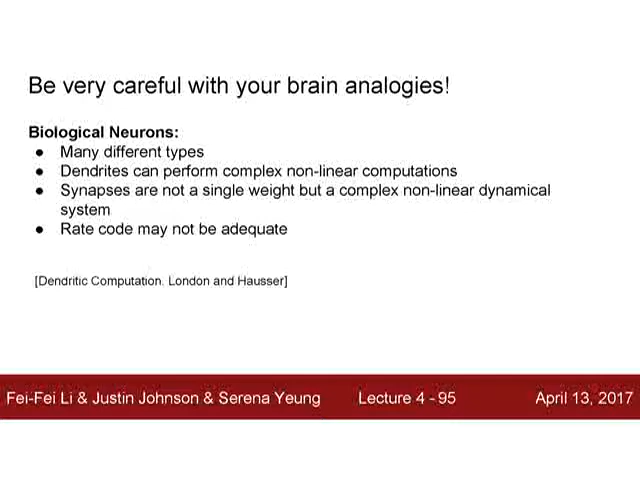 Be very careful with your brain analogies!
Biological Neurons:
● Many different types
● Dendrites can perform complex non-linear computations
● Synapses are not a single weight but a complex non-linear dynamical
system
● Rate code may not be adequate
[Dendritic Computation. London and Hausser]
Fei-Fei Li & Justin Johnson & Serena Yeung Lecture 4 - 95 April 13, 2017